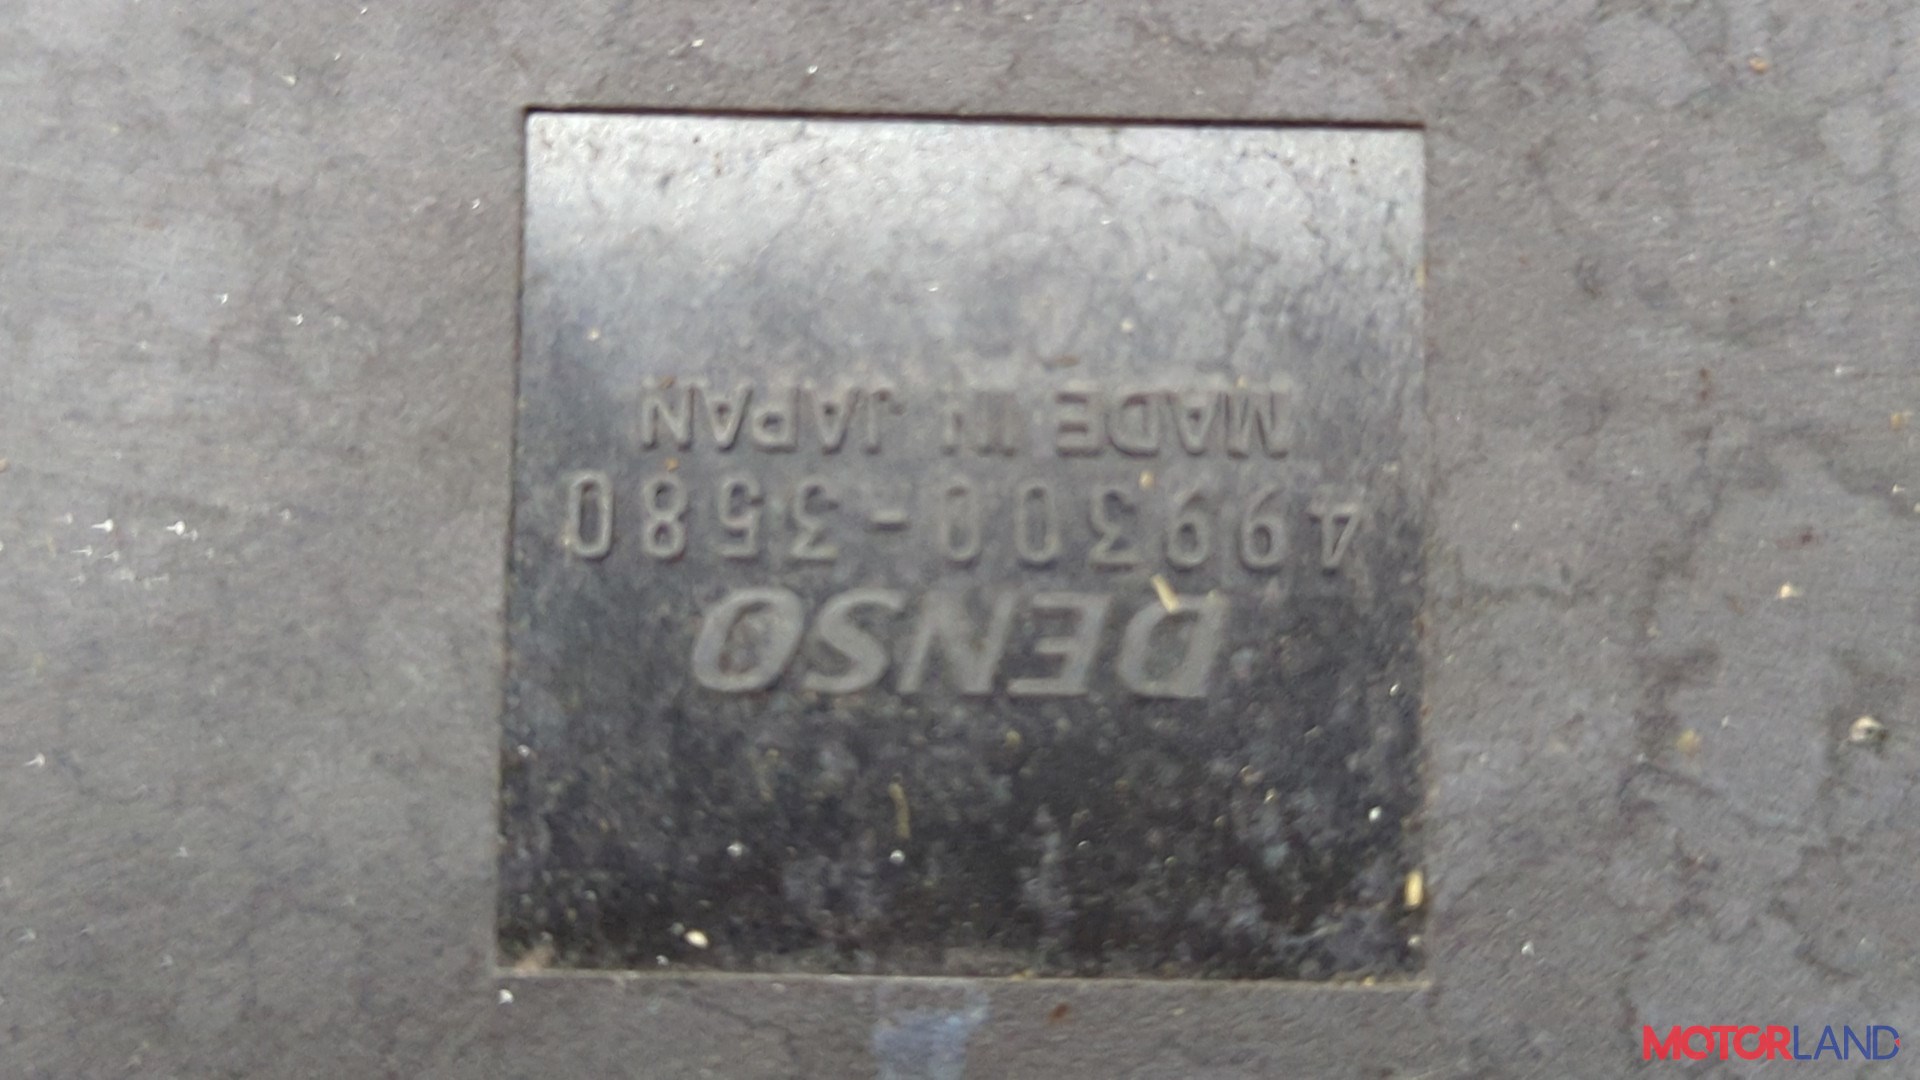 DENSO
499300-3580
MADE IN JAPAN
MOTORLAND